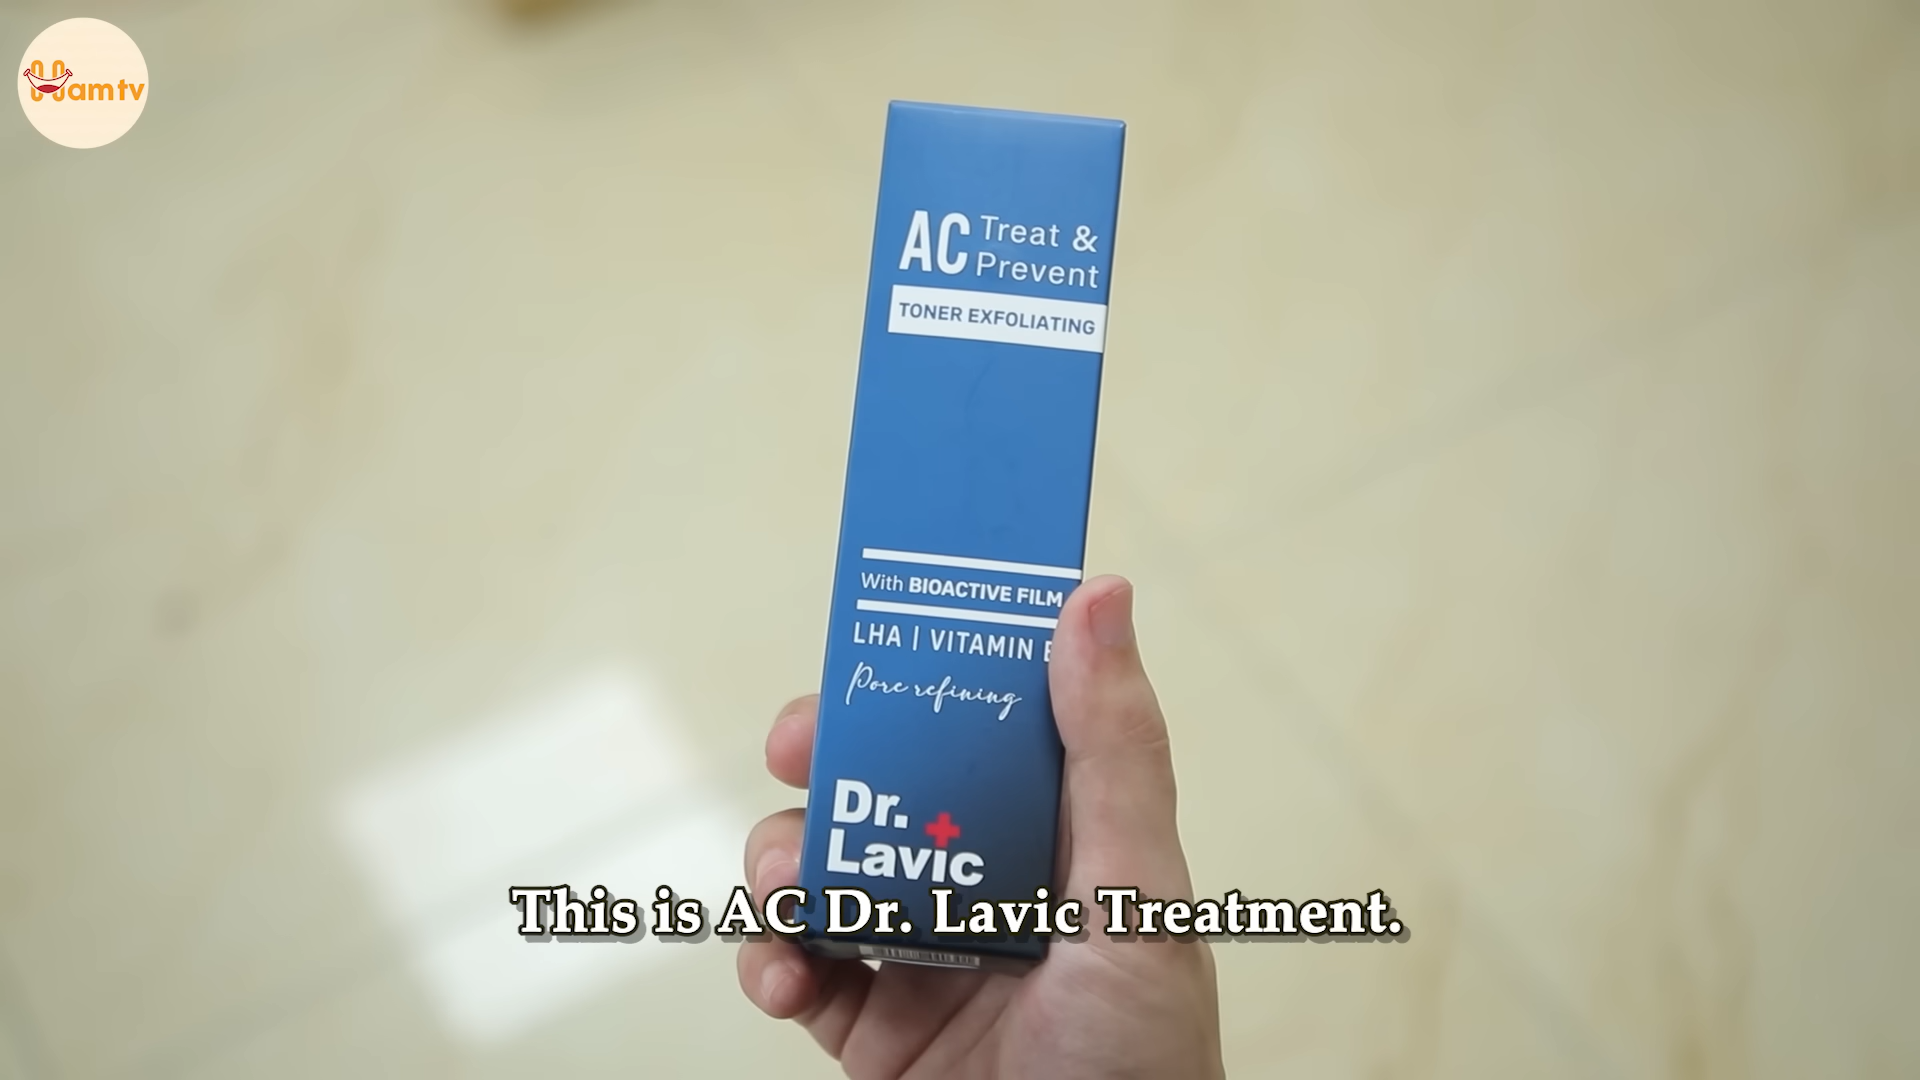 Hamtv
AC Treat &
Prevent
TONER EXFOLIATING
With BIOACTIVE FILM
LHA | VITAMIN
Pore refining
Dr.
Lavic
This is AC Dr. Lavic Treatment.